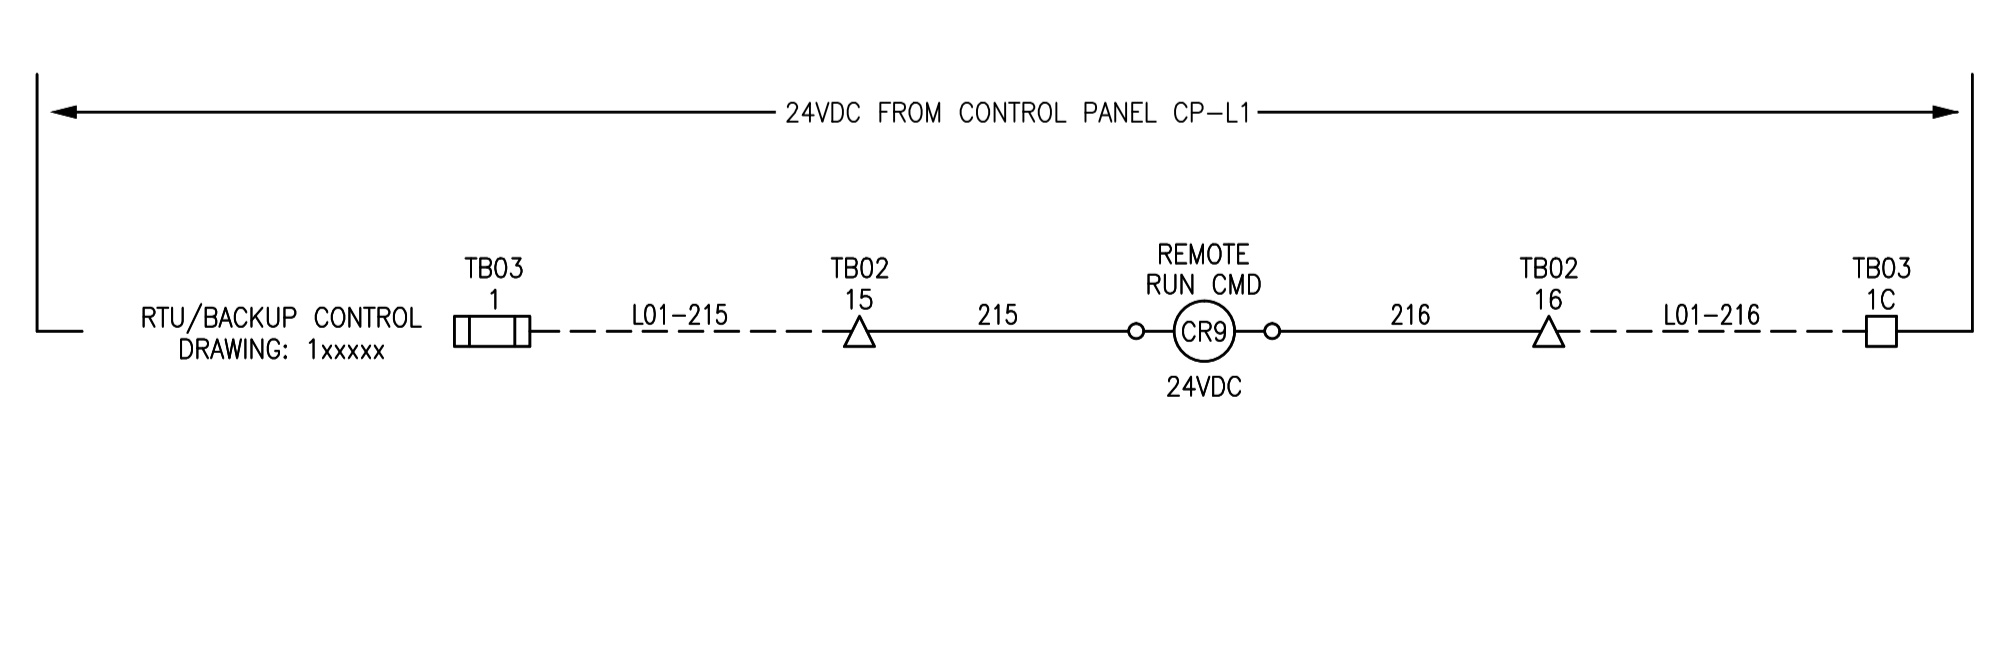 24VDC FROM CONTROL PANEL CP-L1
REMOTE
RUN CMD
TB03
1
TB02
15
TB02
16
TB03
1C
RTU/BACKUP CONTROL
DRAWING: 1xxxxx
L01-215
215
CR9
216
L01-216
24VDC